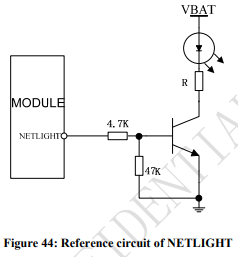 VBAT
R
MODULE
4.7K
NETLIGHT
47K
Figure 44: Reference circuit of NETLIGHT